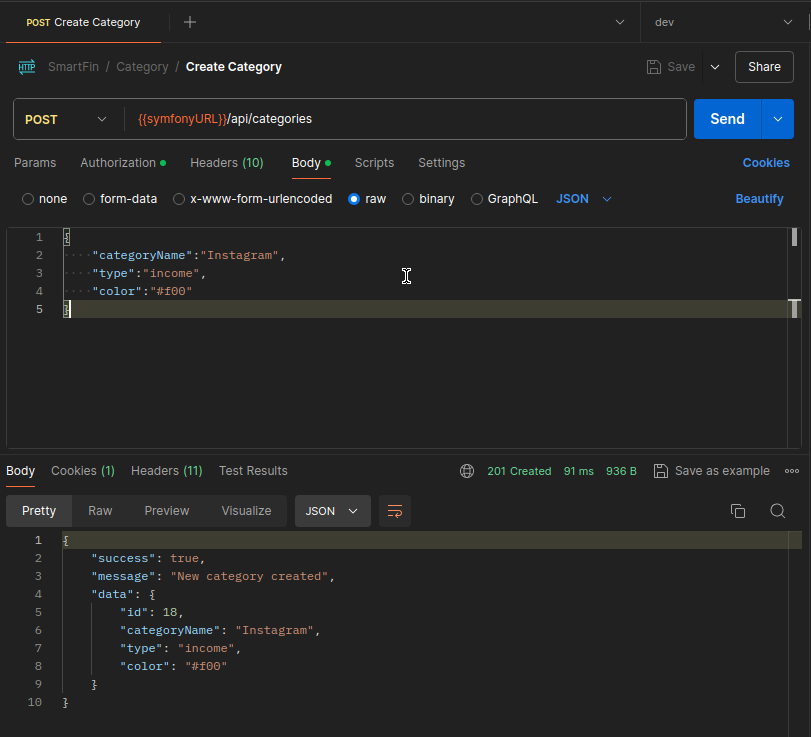 POST Create Category
dev
HTTP SmartFin / Category / Create Category Save Share
POST {{symfonyURL}}/api/categories Send
Params Authorization Headers (10) Body Scripts Settings Cookies
none form-data x-www-form-urlencoded raw binary GraphQL JSON Beautify
1 {
2 "categoryName":"Instagram",
3 "type":"income",
4 "color":"#f00"
5 }
Body Cookies (1) Headers (11) Test Results 201 Created 91 ms 936 B Save as example
Pretty Raw Preview Visualize JSON
1 {
2 "success": true,
3 "message": "New category created",
4 "data": {
5 "id": 18,
6 "categoryName": "Instagram",
7 "type": "income",
8 "color": "#f00"
9 }
10 }